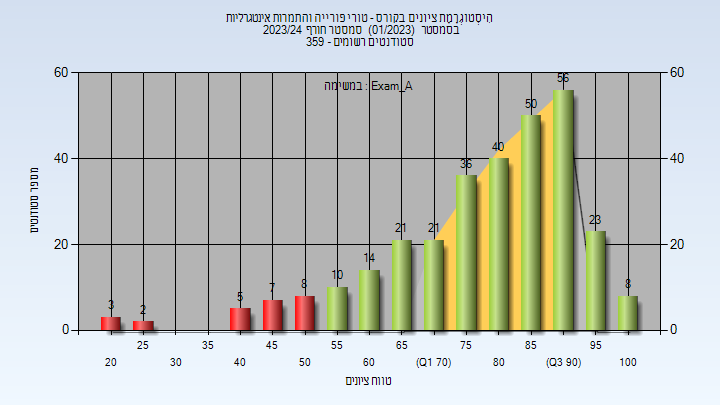 הִיסְטוֹגְרַמַת ציונים בקורס - טורי פורייה והתמרות אינטגרליות
בסמסטר (01/2023) סמסטר חורף 2023/24
סטודנטים רשומים - 359
במשימה : Exam_A
60 60
56
50
40 40 40
36
23
21 21
20 20
14
10
8 8
7
5
3
2
0 0
25 35 45 55 65 75 85 95
20 30 40 50 60 (Q1 70) 80 (Q3 90) 100
מספר סטודנטים
טווח ציונים